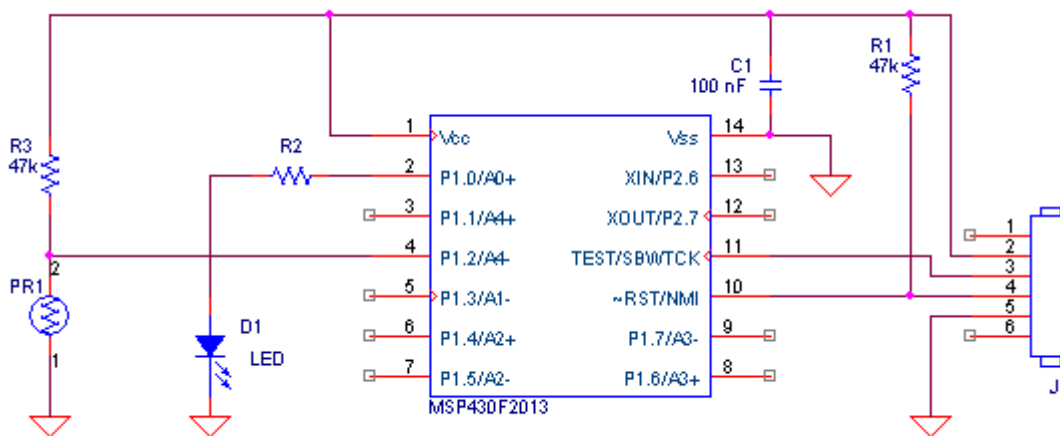 R3
47k
PR1
2
1
R2
D1
LED
C1
100 nF
R1
47k
1
Vcc
2
P1.0/A0+
3
P1.1/A4+
4
P1.2/A4-
5
P1.3/A1-
6
P1.4/A2+
7
P1.5/A2-
14
Vss
13
XIN/P2.6
12
XOUT/P2.7
11
TEST/SBWTCK
10
~RST/NMI
9
P1.7/A3-
8
P1.6/A3+
MSP430F2013
1
2
3
4
5
6
J